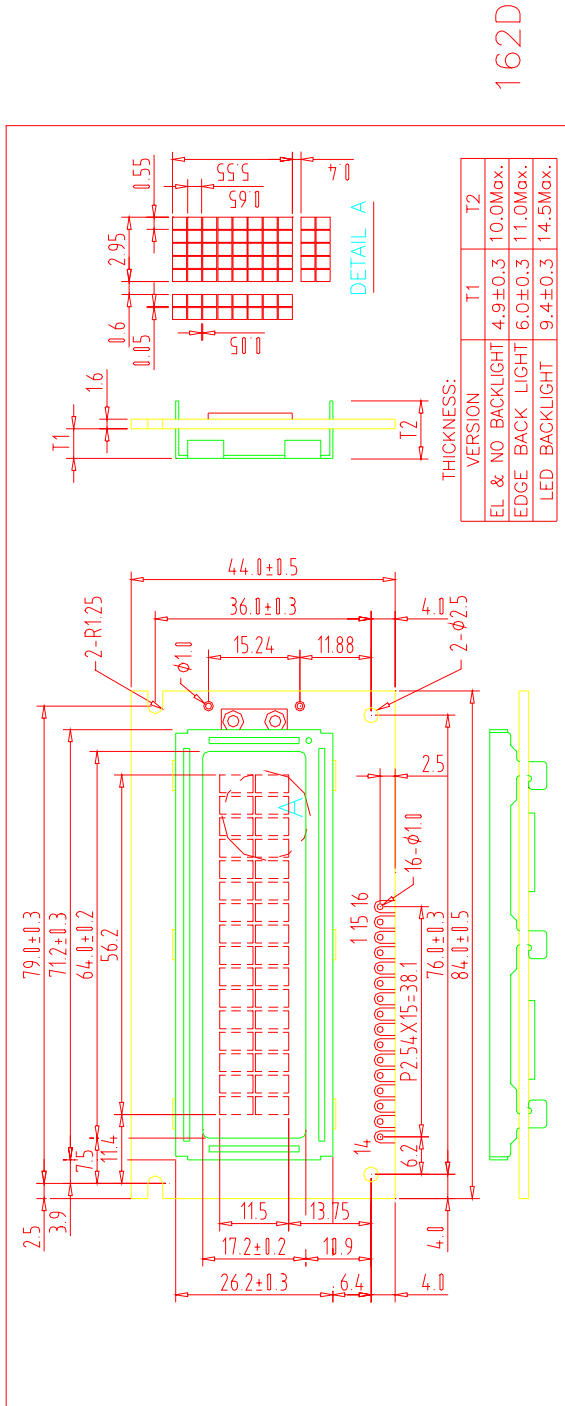 162D
79.0±0.3
71.2±0.3
64.0±0.2
56.2
2.5
3.9
7.5
11.4
44.0±0.5
36.0±0.3
4.0
2-R1.25
15.24
11.88
ϕ1.0
2-ϕ2.5
A
2.5
16-ϕ1.0
1 15 16
14
P2.54X15=38.1
6.2
76.0±0.3
84.0±0.5
4.0
11.5
13.75
17.2±0.2
10.9
26.2±0.3
6.4
4.0
T1
1.6
T2
0.6
2.95
0.55
0.05
0.05
5.55
0.65
0.4
DETAIL A
THICKNESS:
VERSION T1 T2
EL & NO BACKLIGHT 4.9±0.3 10.0Max.
EDGE BACK LIGHT 6.0±0.3 11.0Max.
LED BACKLIGHT 9.4±0.3 14.5Max.